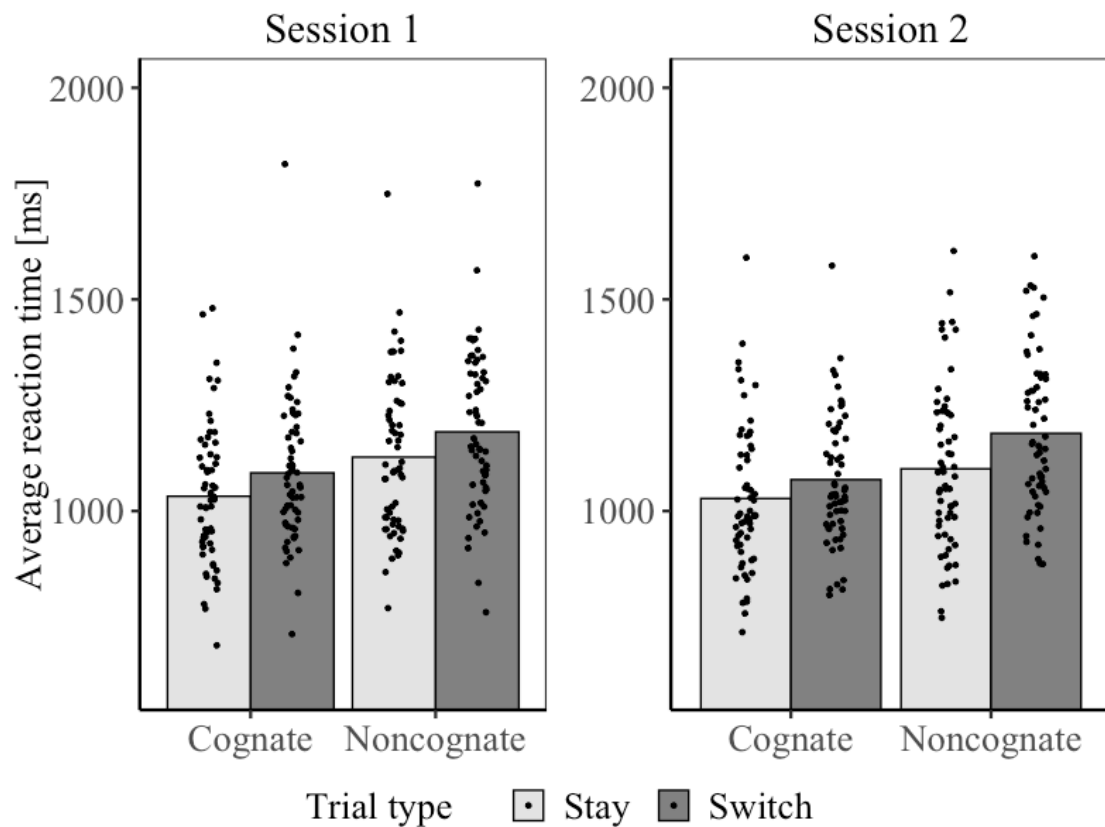 Session 1
Session 2
Average reaction time [ms]
2000
1500
1000
2000
1500
1000
Cognate Noncognate
Cognate Noncognate
Trial type Stay Switch